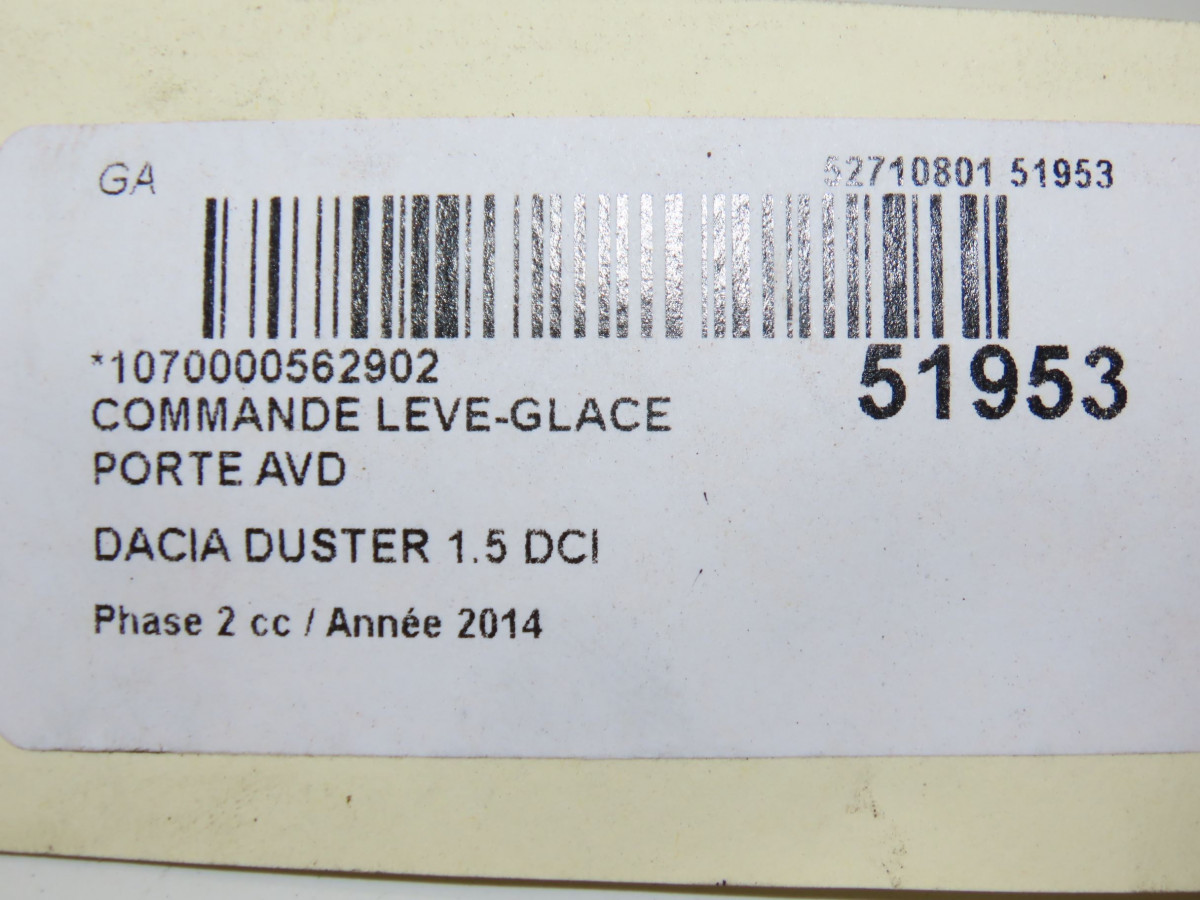 GA
52710801 51953
*1070000562902
51953
COMMANDE LEVE-GLACE
PORTE AVD
DACIA DUSTER 1.5 DCI
Phase 2 cc / Année 2014